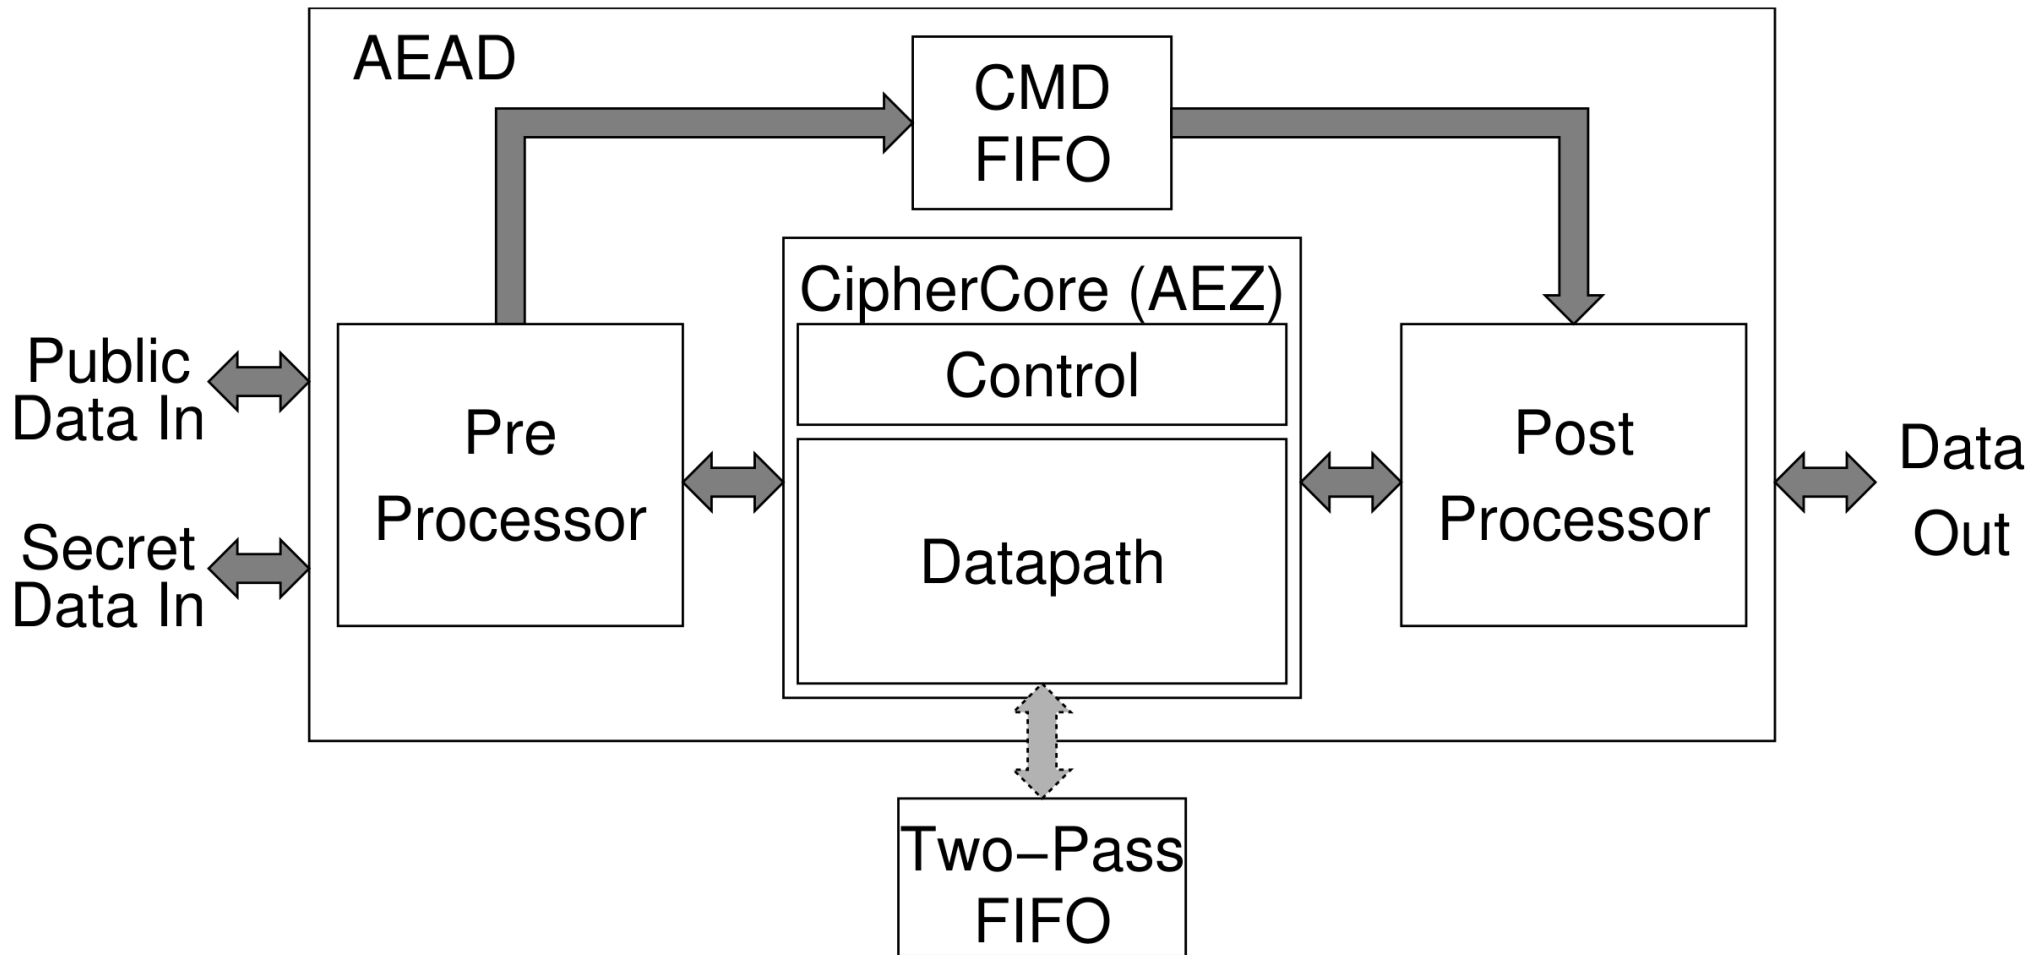 AEAD
CMD
FIFO
CipherCore (AEZ)
Control
Public
Data In
Pre
Processor
Post
Processor
Data
Out
Secret
Data In
Datapath
Two−Pass
FIFO